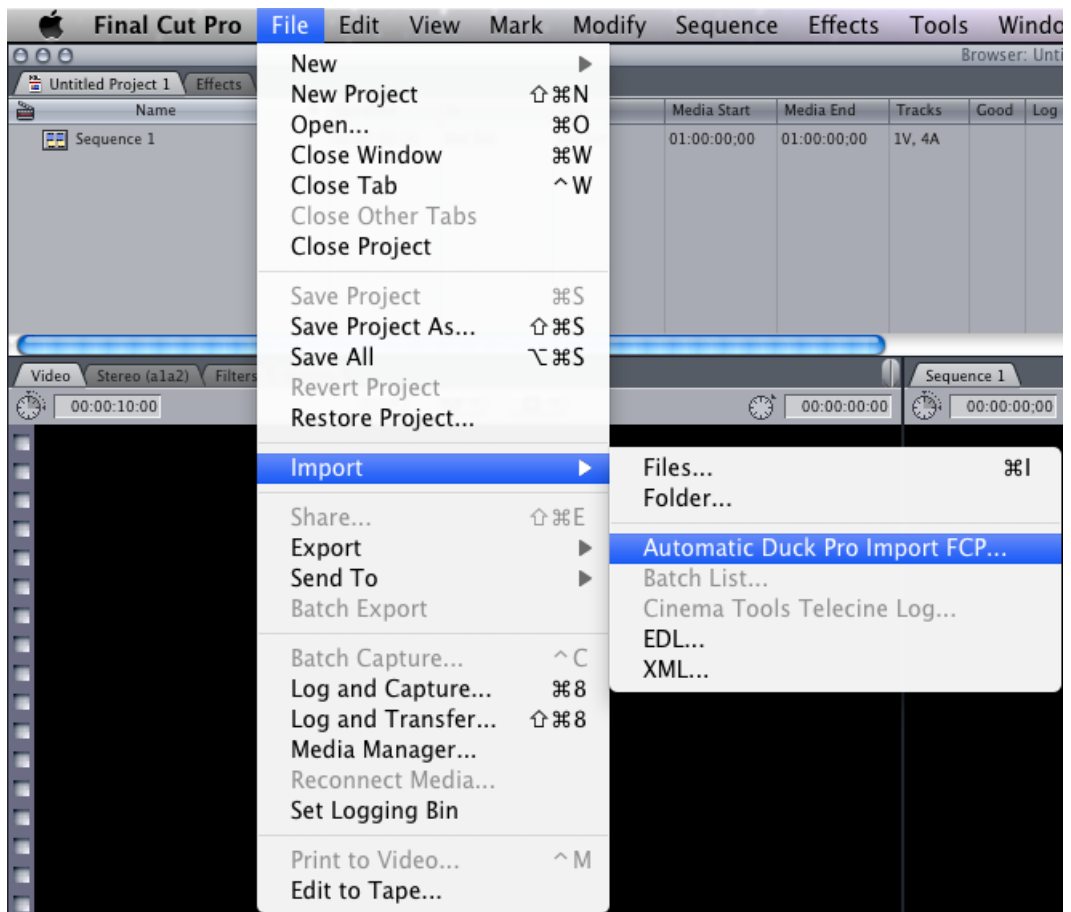 Final Cut Pro File Edit View Mark Modify Sequence Effects Tools Windo
Browser: Unti
Untitled Project 1 Effects
Name Media Start Media End Tracks Good Log
Sequence 1 01:00:00;00 01:00:00;00 1V, 4A
New
New Project ⇧⌘N
Open... ⌘O
Close Window ⌘W
Close Tab ^W
Close Other Tabs
Close Project
Save Project ⌘S
Save Project As... ⇧⌘S
Save All ⌥⌘S
Revert Project
Restore Project...
Import
Share... ⇧⌘E
Export
Send To
Batch Export
Batch Capture... ^C
Log and Capture... ⌘8
Log and Transfer... ⇧⌘8
Media Manager...
Reconnect Media...
Set Logging Bin
Print to Video... ^M
Edit to Tape...
Files... ⌘I
Folder...
Automatic Duck Pro Import FCP...
Batch List...
Cinema Tools Telecine Log...
EDL...
XML...
Video Stereo (a1a2) Filters
00:00:10:00 00:00:00:00
Sequence 1
00:00:00;00